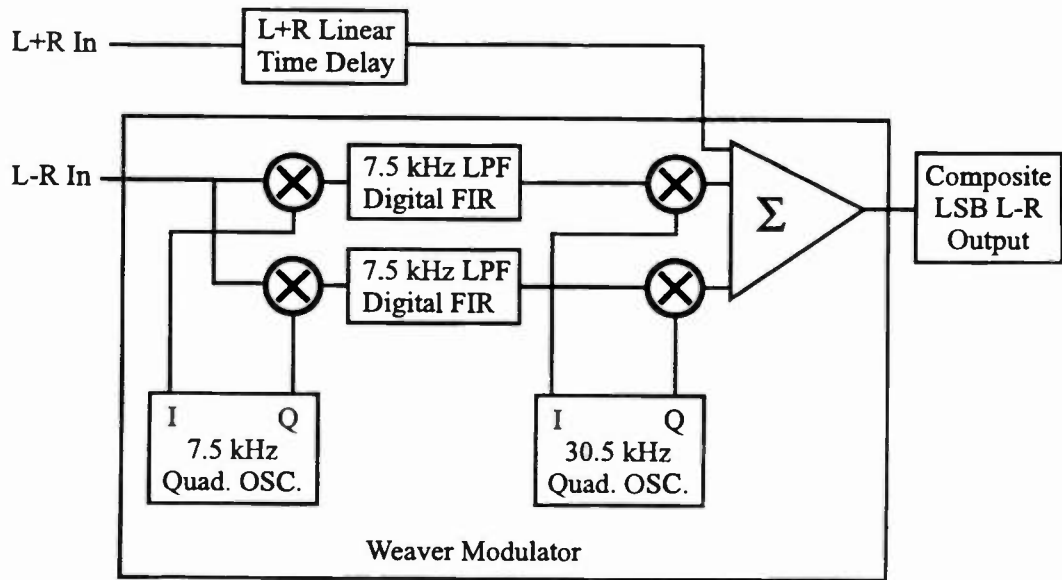 L+R In
L+R Linear
Time Delay
L-R In
7.5 kHz LPF
Digital FIR
7.5 kHz LPF
Digital FIR
Σ
Composite
LSB L-R
Output
I Q
7.5 kHz
Quad. OSC.
I Q
30.5 kHz
Quad. OSC.
Weaver Modulator